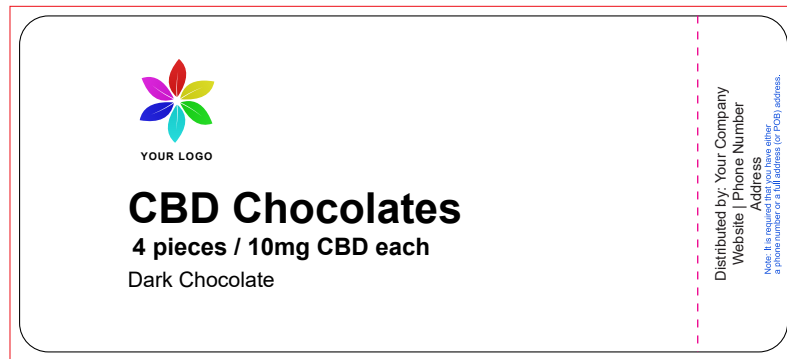 YOUR LOGO
CBD Chocolates
4 pieces / 10mg CBD each
Dark Chocolate
Distributed by: Your Company
Website | Phone Number
Address
Note: It is required that you have either
a phone number or a full address (or POB) address.